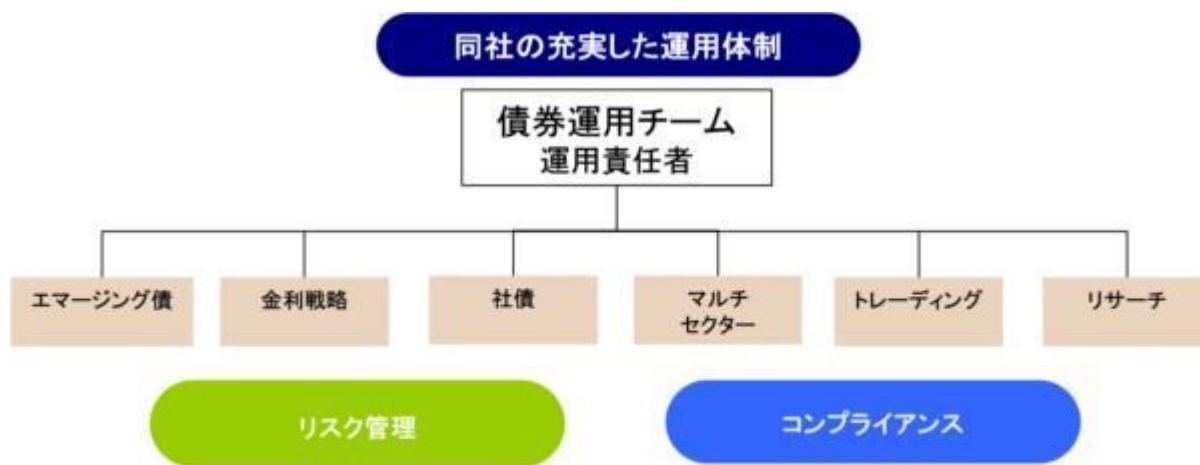 同社の充実した運用体制
債券運用チーム
運用責任者
エマージング債
金利戦略
社債
マルチ
セクター
トレーディング
リサーチ
リスク管理
コンプライアンス